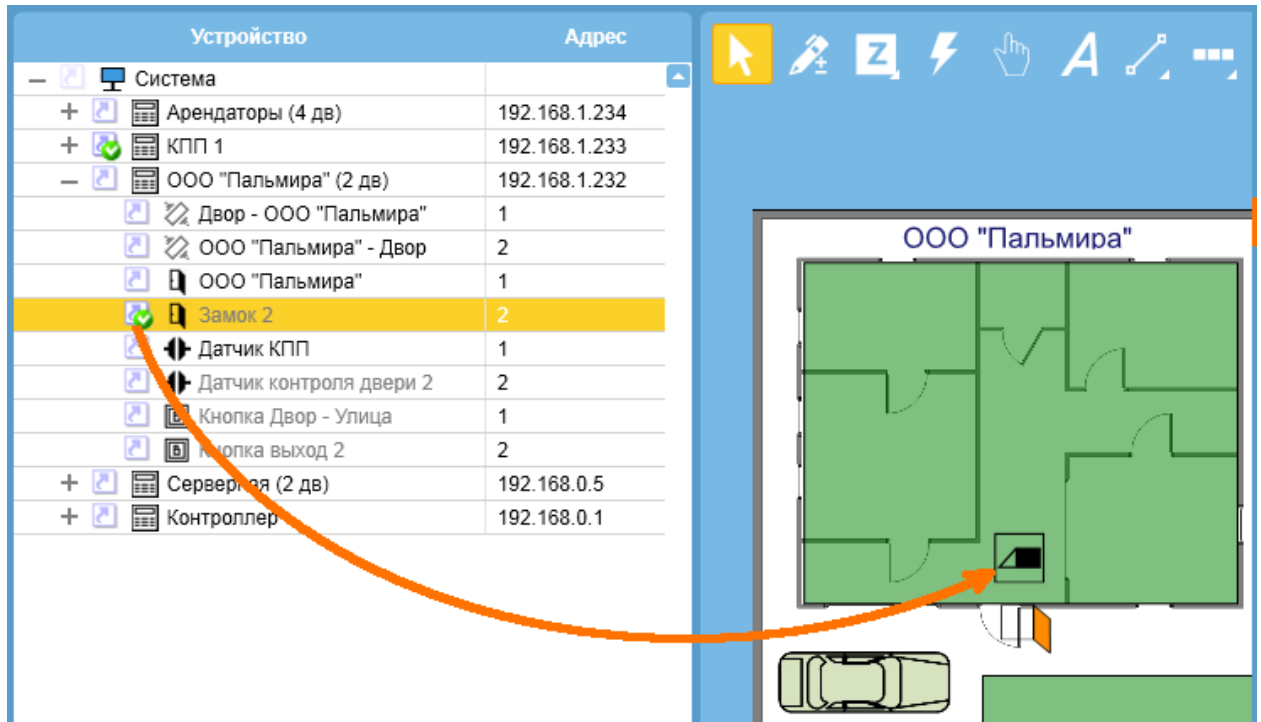 Устройство Адрес
Система
Арендаторы (4 дв) 192.168.1.234
КПП 1 192.168.1.233
ООО "Пальмира" (2 дв) 192.168.1.232
Двор - ООО "Пальмира" 1
ООО "Пальмира" - Двор 2
ООО "Пальмира" 1
Замок 2 2
Датчик КПП 1
Датчик контроля двери 2 2
Кнопка Двор - Улица 1
Кнопка выход 2 2
Серверная (2 дв) 192.168.0.5
Контроллер 192.168.0.1
Z A
ООО "Пальмира"